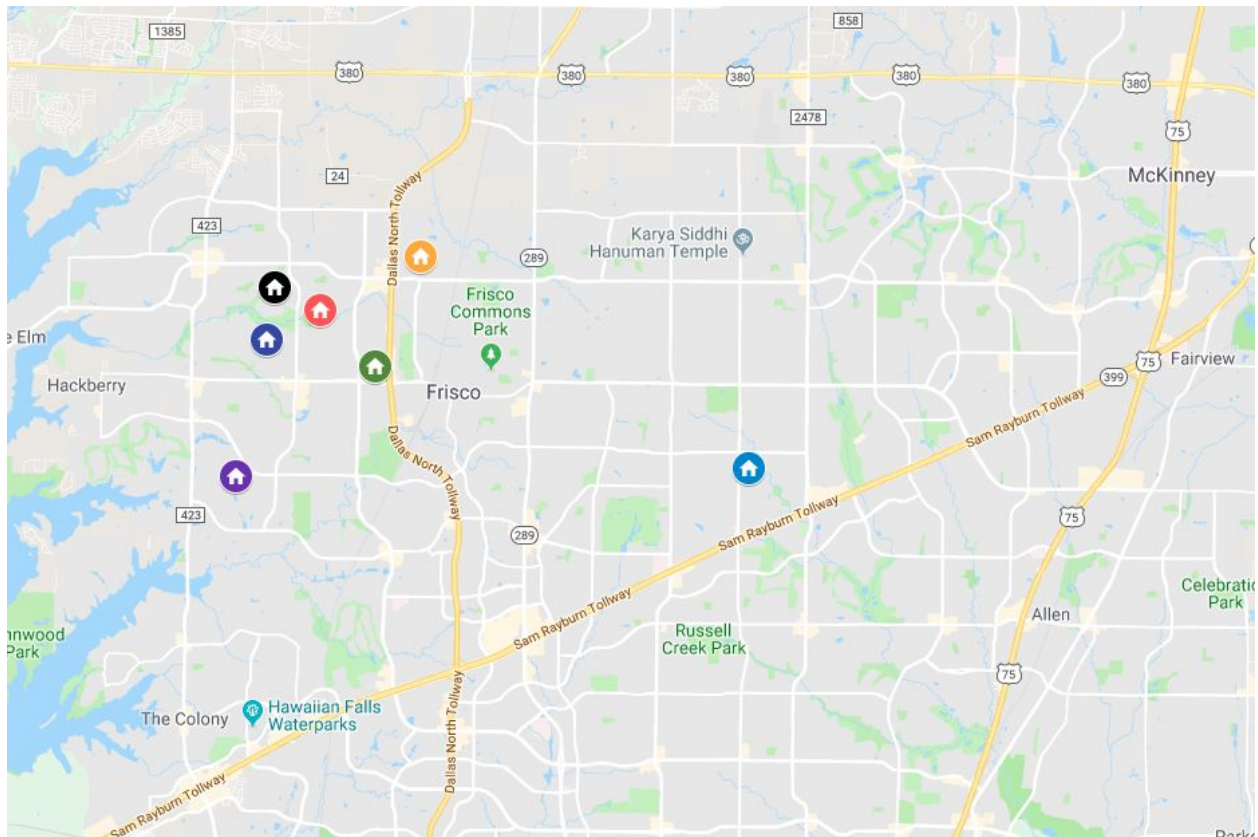 1385
858
380
380
380
380
380
75
2478
24
McKinney
423
Dallas North Tollway
Karya Siddhi
Hanuman Temple
289
Frisco
Commons
Park
e Elm
Hackberry
Frisco
75
Fairview
399
Sam Rayburn Tollway
Dallas North Tollway
423
289
Sam Rayburn Tollway
75
Sam Rayburn Tollway
Celebratio
Park
Allen
nnwood
Park
Russell
Creek Park
75
The Colony
Hawaiian Falls
Waterparks
Dallas North Tollway
Sam Rayburn Tollway